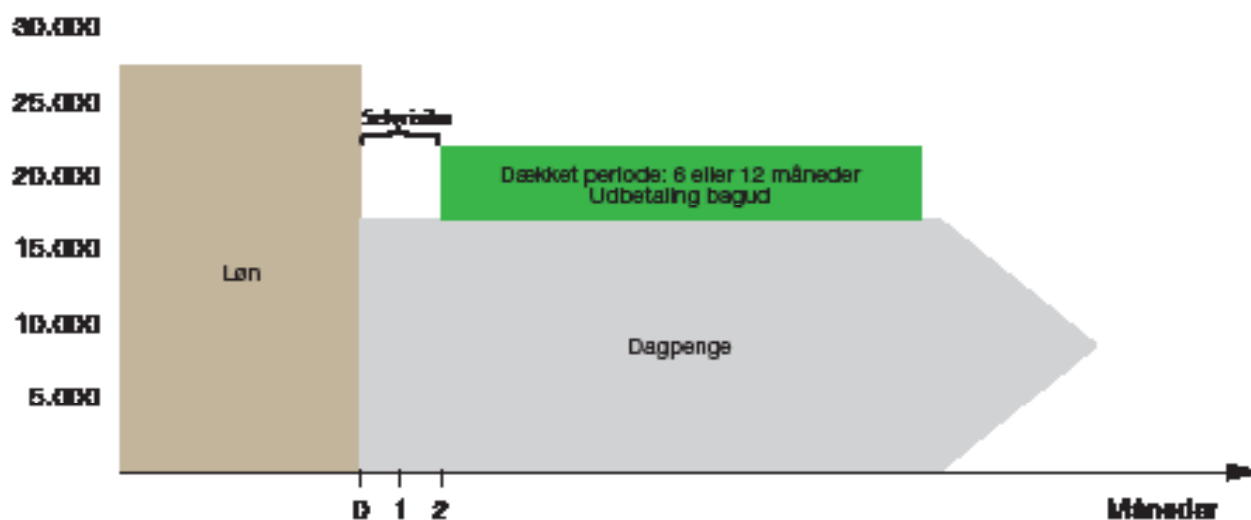 30.000
25.000
Selvrisiko
20.000
Dækket periode: 6 eller 12 måneder
Udbetaling bagud
15.000
Løn
10.000
Dagpenge
5.000
0 1 2 Måneder